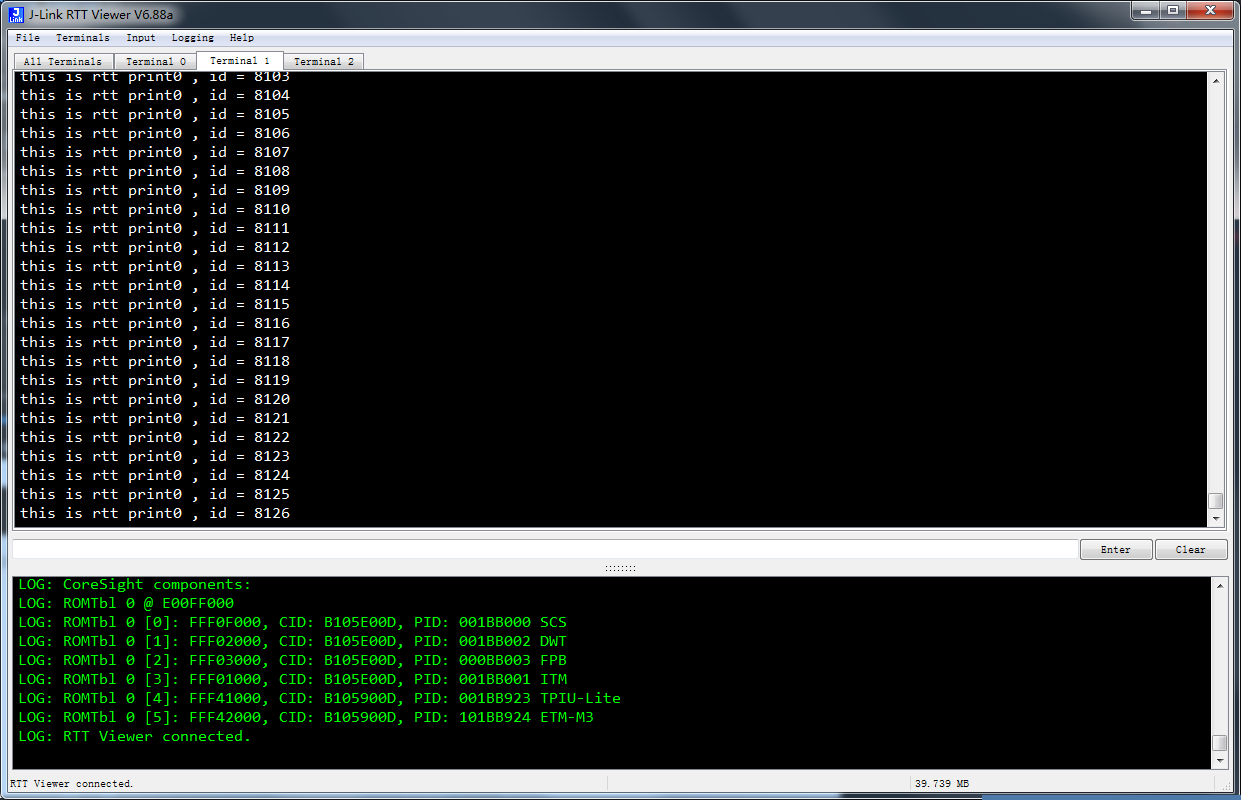 J-Link RTT Viewer V6.88a
File Terminals Input Logging Help
All Terminals Terminal 0 Terminal 1 Terminal 2
this is rtt print0 , id = 8103
this is rtt print0 , id = 8104
this is rtt print0 , id = 8105
this is rtt print0 , id = 8106
this is rtt print0 , id = 8107
this is rtt print0 , id = 8108
this is rtt print0 , id = 8109
this is rtt print0 , id = 8110
this is rtt print0 , id = 8111
this is rtt print0 , id = 8112
this is rtt print0 , id = 8113
this is rtt print0 , id = 8114
this is rtt print0 , id = 8115
this is rtt print0 , id = 8116
this is rtt print0 , id = 8117
this is rtt print0 , id = 8118
this is rtt print0 , id = 8119
this is rtt print0 , id = 8120
this is rtt print0 , id = 8121
this is rtt print0 , id = 8122
this is rtt print0 , id = 8123
this is rtt print0 , id = 8124
this is rtt print0 , id = 8125
this is rtt print0 , id = 8126
Enter Clear
LOG: CoreSight components:
LOG: ROMTbl 0 @ E00FF000
LOG: ROMTbl 0 [0]: FFF0F000, CID: B105E00D, PID: 001BB000 SCS
LOG: ROMTbl 0 [1]: FFF02000, CID: B105E00D, PID: 001BB002 DWT
LOG: ROMTbl 0 [2]: FFF03000, CID: B105E00D, PID: 000BB003 FPB
LOG: ROMTbl 0 [3]: FFF01000, CID: B105E00D, PID: 001BB001 ITM
LOG: ROMTbl 0 [4]: FFF41000, CID: B105900D, PID: 001BB923 TPIU-Lite
LOG: ROMTbl 0 [5]: FFF42000, CID: B105900D, PID: 101BB924 ETM-M3
LOG: RTT Viewer connected.
RTT Viewer connected. 39.739 MB